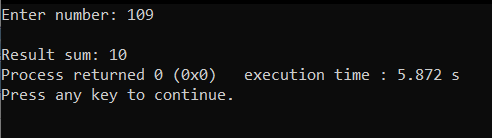 Enter number: 109
Result sum: 10
Process returned 0 (0x0)   execution time : 5.872 s
Press any key to continue.